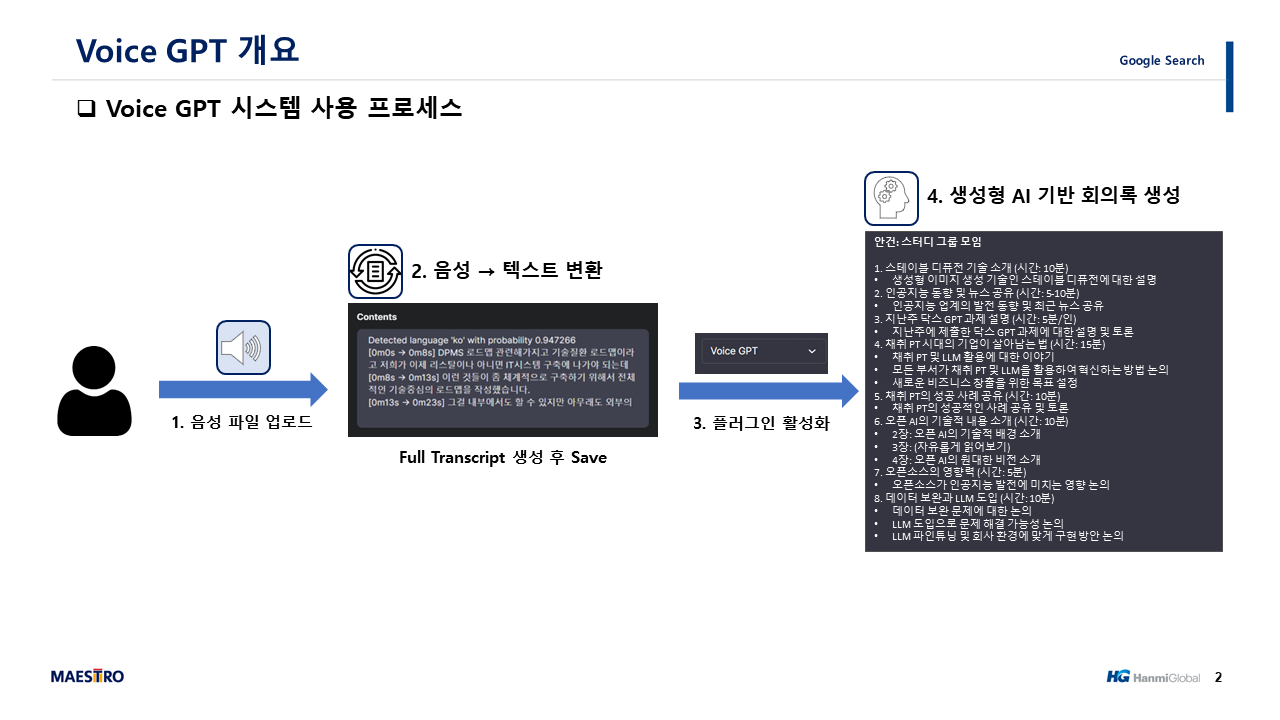 Voice GPT 개요
Google Search
❑ Voice GPT 시스템 사용 프로세스
1. 음성 파일 업로드
2. 음성 → 텍스트 변환
Contents
Detected language 'ko' with probability 0.947266
[0m0s → 0m8s] DPMS 로드맵 관련해가지고 기술질환 로드맵이라
고 저희가 이제 리스탈이나 아니면 IT시스템 구축에 나가야 되는데
[0m8s → 0m13s] 이런 것들이 좀 체계적으로 구축하기 위해서 전체
적인 기술중심의 로드맵을 작성했습니다.
[0m13s → 0m23s] 그걸 내부에서도 할 수 있지만 아무래도 외부의
Full Transcript 생성 후 Save
Voice GPT
3. 플러그인 활성화
4. 생성형 AI 기반 회의록 생성
안건: 스터디 그룹 모임
1. 스테이블 디퓨전 기술 소개 (시간: 10분)
• 생성형 이미지 생성 기술인 스테이블 디퓨전에 대한 설명
2. 인공지능 동향 및 뉴스 공유 (시간: 5-10분)
• 인공지능 업계의 발전 동향 및 최근 뉴스 공유
3. 지난주 닥스 GPT 과제 설명 (시간: 5분/인)
• 지난주에 제출한 닥스 GPT 과제에 대한 설명 및 토론
4. 채취 PT 시대의 기업이 살아남는 법 (시간: 15분)
• 채취 PT 및 LLM 활용에 대한 이야기
• 모든 부서가 채취 PT 및 LLM을 활용하여 혁신하는 방법 논의
• 새로운 비즈니스 창출을 위한 목표 설정
5. 채취 PT의 성공 사례 공유 (시간: 10분)
• 채취 PT의 성공적인 사례 공유 및 토론
6. 오픈 AI의 기술적 내용 소개 (시간: 10분)
• 2장: 오픈 AI의 기술적 배경 소개
• 3장: (자유롭게 읽어보기)
• 4장: 오픈 AI의 원대한 비전 소개
7. 오픈소스의 영향력 (시간: 5분)
• 오픈소스가 인공지능 발전에 미치는 영향 논의
8. 데이터 보완과 LLM 도입 (시간: 10분)
• 데이터 보완 문제에 대한 논의
• LLM 도입으로 문제 해결 가능성 논의
• LLM 파인튜닝 및 회사 환경에 맞게 구현 방안 논의
MAESTRO
HG HanmiGlobal
2